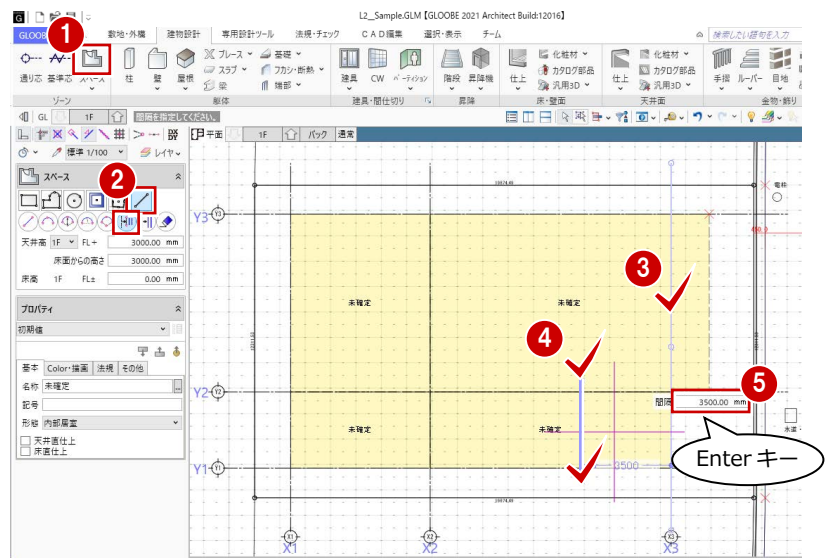 L2__Sample.GLM【GLOOBE 2021 Architect Build:12016】
GLOOB 敷地・外構 建物設計 専用設計ツール 法規・チェック CAD編集 選択・表示 チーム 検索したい語句を入力
1
通り芯 基準芯 スペース 柱 壁 屋根 ブレース スラブ 梁 基礎 フカシ・断熱 端部 建具 CW パーテイション 階段 昇降機 仕上 化粧材 カタログ部品 汎用3D 仕上 化粧材 カタログ部品 汎用3D 手摺 ルーバー 目地
ゾーン 躯体 建具・間仕切り 昇降 床・壁面 天井面 金物・飾り
GL 1F 間隔を指定してください。
平面 1F バック 通常
標準 1/100 レイヤ
スペース
2
天井高 1F FL+ 3000.00 mm
床面からの高さ 3000.00 mm
床高 1F FL± 0.00 mm
プロパティ
初期値
基本 Color・描画 法規 その他
名称 未確定
記号
形態 内部居室
天井直仕上
床直仕上
電柱
Y3 Y3
3
未確定 未確定
4
5
Y2 Y2
間隔 3500.00 mm
未確定 未確定
水道
Enter キー
Y1 Y1
3500
X1 X2 X3
X1 X2 X3